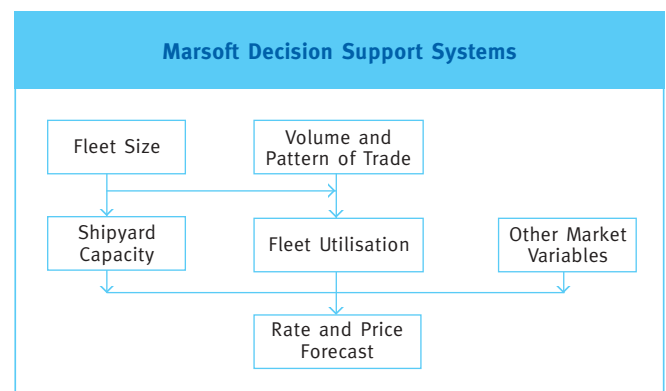 Marsoft Decision Support Systems
Fleet Size
Volume and
Pattern of Trade
Shipyard
Capacity
Fleet Utilisation
Other Market
Variables
Rate and Price
Forecast